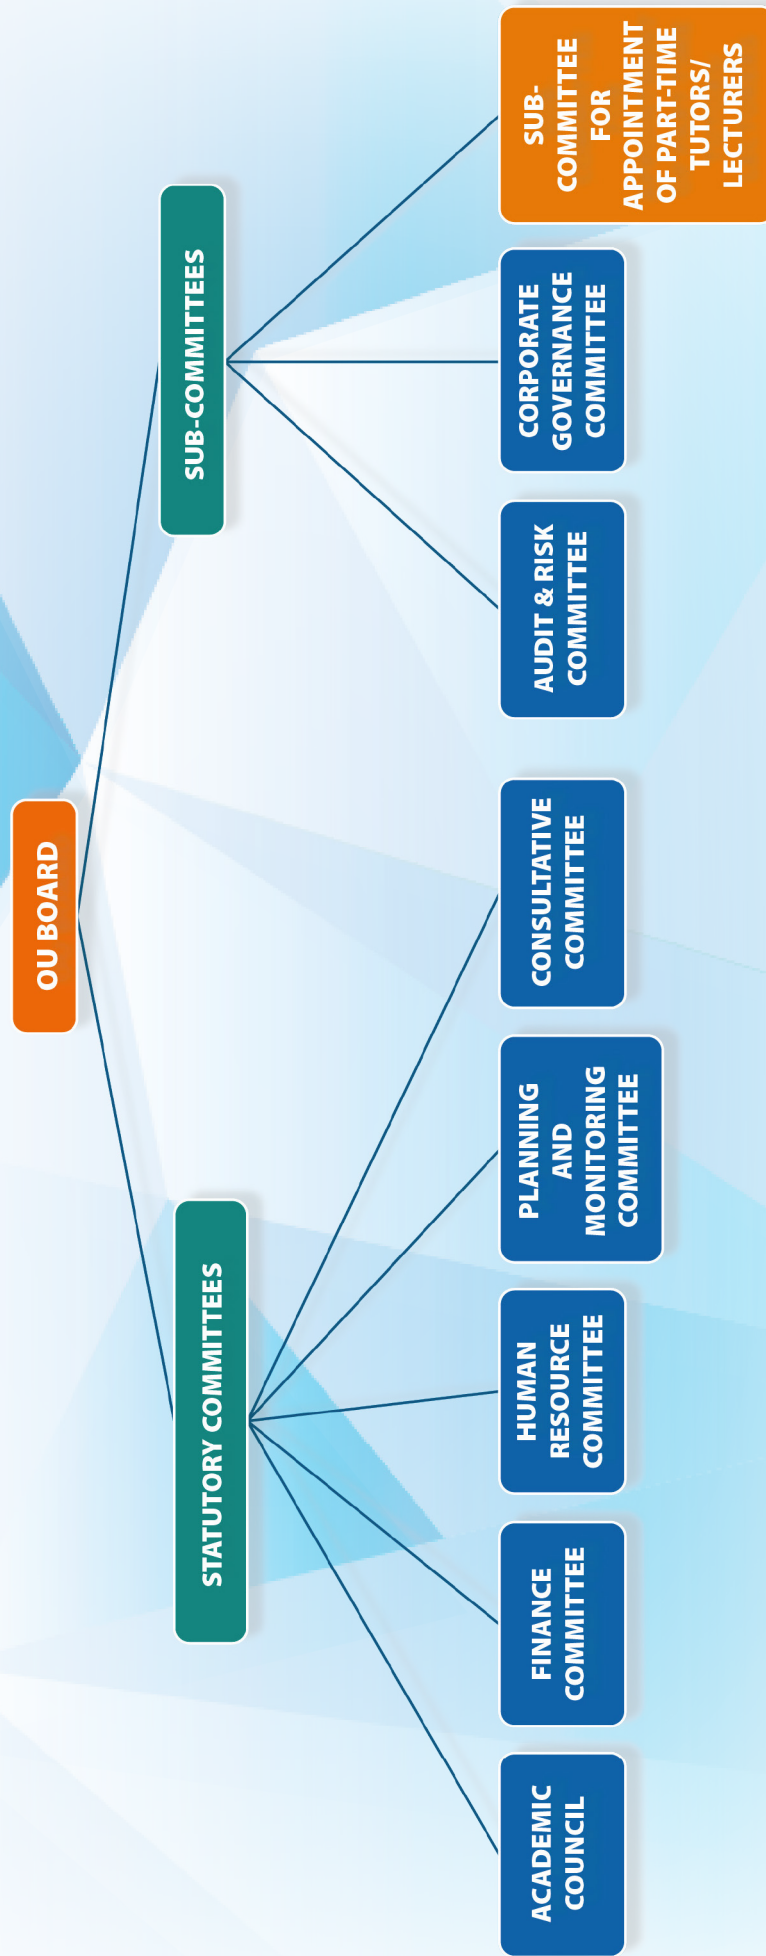 OU BOARD
STATUTORY COMMITTEES
SUB-COMMITTEES
ACADEMIC
COUNCIL
FINANCE
COMMITTEE
HUMAN
RESOURCE
COMMITTEE
PLANNING
AND
MONITORING
COMMITTEE
CONSULTATIVE
COMMITTEE
AUDIT & RISK
COMMITTEE
CORPORATE
GOVERNANCE
COMMITTEE
SUB-
COMMITTEE
FOR
APPOINTMENT
OF PART-TIME
TUTORS/
LECTURERS